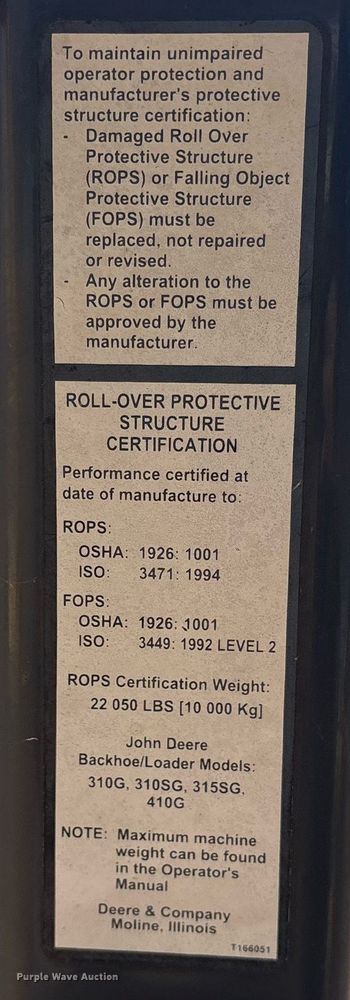 To maintain unimpaired
operator protection and
manufacturer's protective
structure certification:
- Damaged Roll Over
Protective Structure
(ROPS) or Falling Object
Protective Structure
(FOPS) must be
replaced, not repaired
or revised.
- Any alteration to the
ROPS or FOPS must be
approved by the
manufacturer.
ROLL-OVER PROTECTIVE
STRUCTURE
CERTIFICATION
Performance certified at
date of manufacture to:
ROPS:
OSHA: 1926: 1001
ISO: 3471: 1994
FOPS:
OSHA: 1926: 1001
ISO: 3449: 1992 LEVEL 2
ROPS Certification Weight:
22 050 LBS [10 000 Kg]
John Deere
Backhoe/Loader Models:
310G, 310SG, 315SG,
410G
NOTE: Maximum machine
weight can be found
in the Operator's
Manual
Deere & Company
Moline, Illinois
T166051
Purple Wave Auction